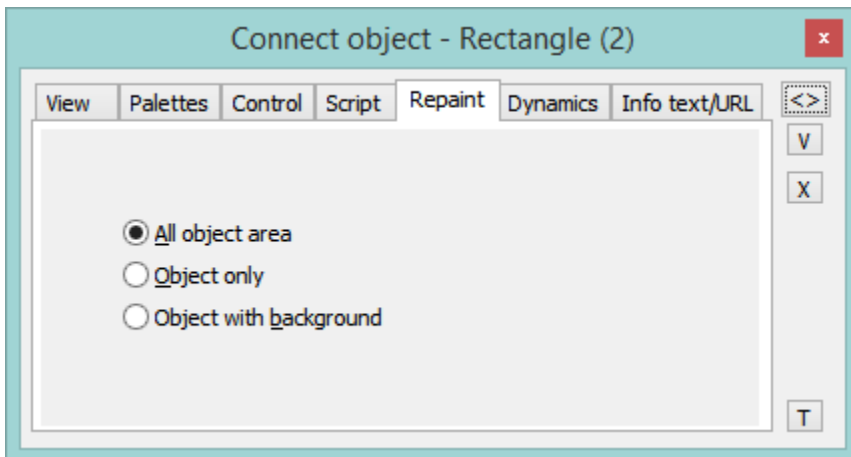 Connect object - Rectangle (2)
x
View Palettes Control Script Repaint Dynamics Info text/URL <>
V
X
All object area
Object only
Object with background
T